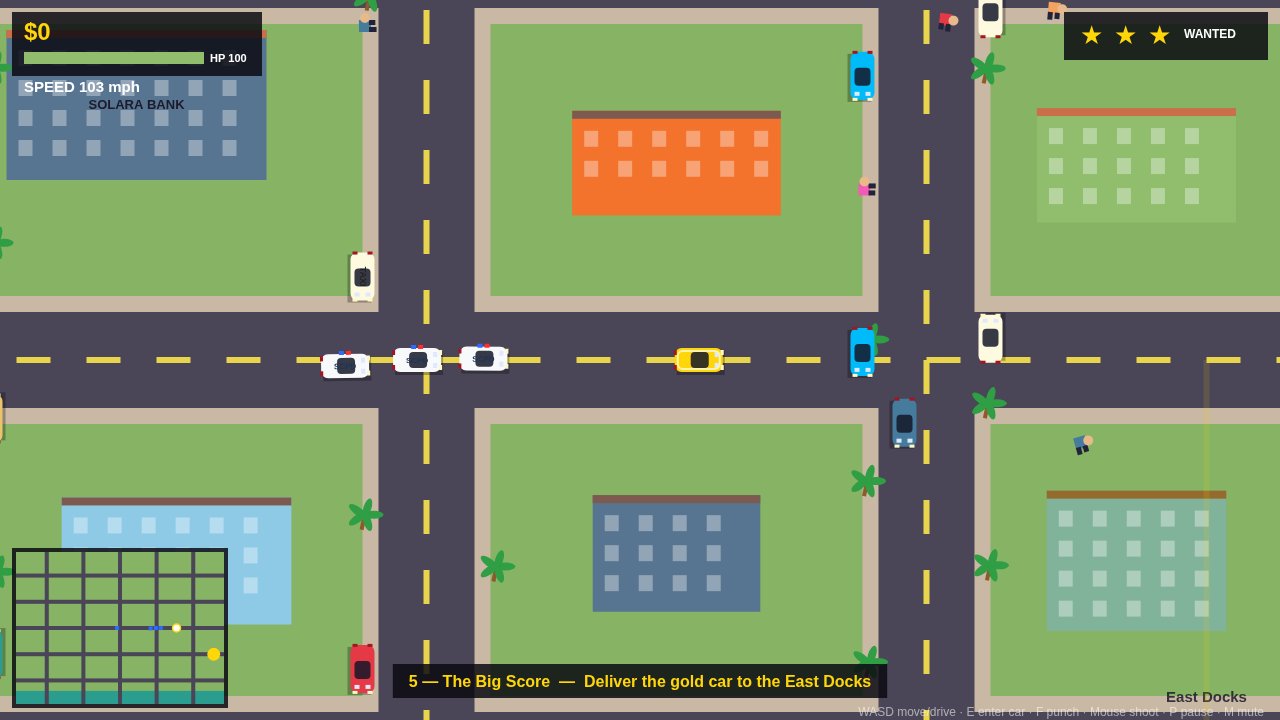 $0
HP 100
SPEED 103 mph
SOLARA BANK
★ ★ ★ WANTED
5 — The Big Score — Deliver the gold car to the East Docks
East Docks
WASD move/drive · E enter car · F punch · Mouse shoot · P pause · M mute